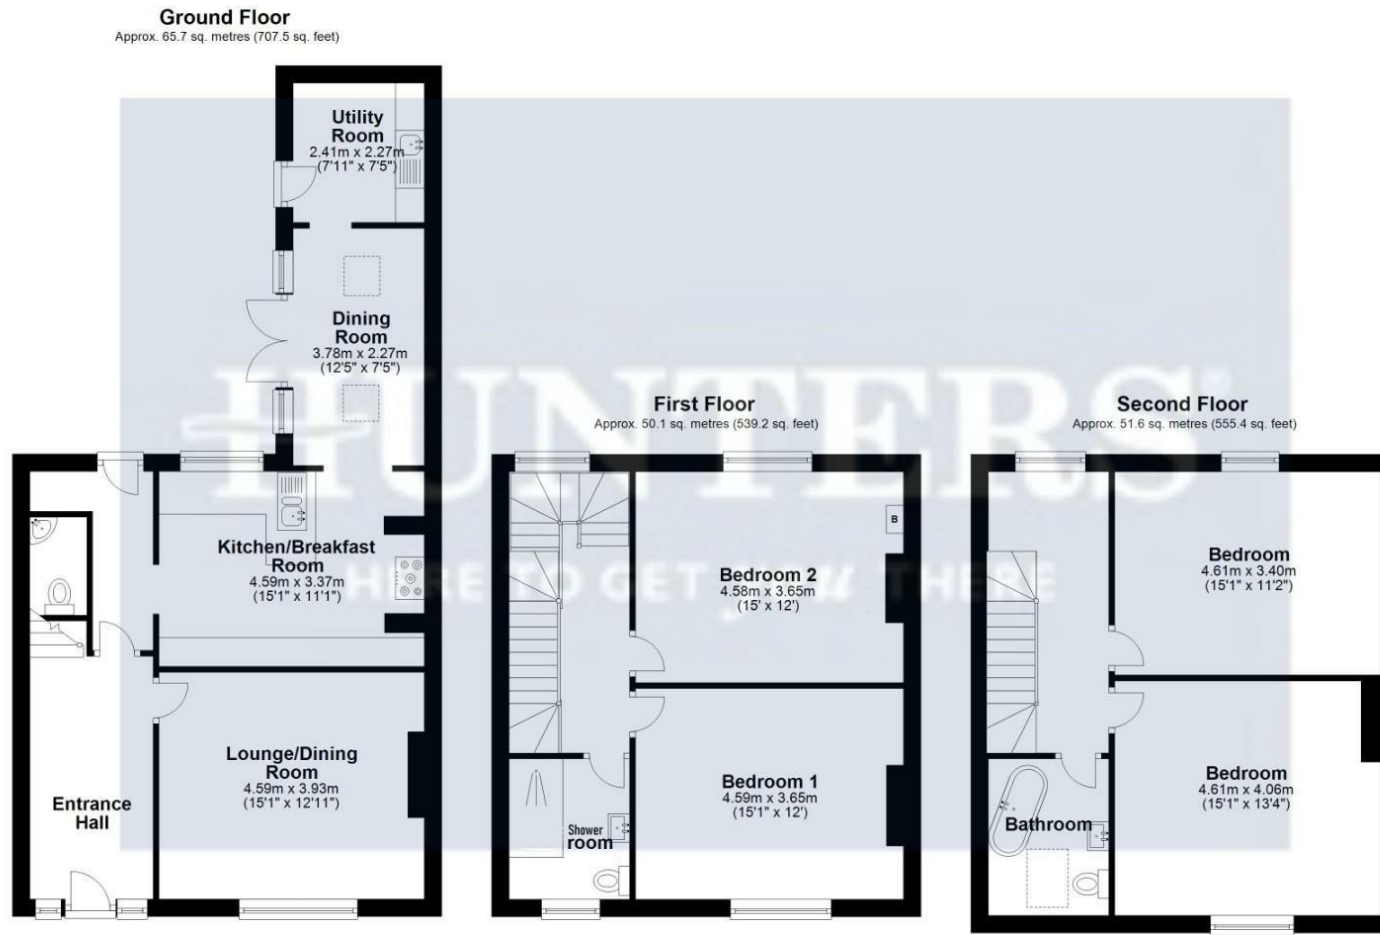 Ground Floor
Approx. 65.7 sq. metres (707.5 sq. feet)
Utility
Room
2.41m x 2.27m
(7'11" x 7'5")
Dining
Room
3.78m x 2.27m
(12'5" x 7'5")
Kitchen/Breakfast
Room
4.59m x 3.37m
(15'1" x 11'1")
Lounge/Dining
Room
4.59m x 3.93m
(15'1" x 12'11")
Entrance
Hall
First Floor
Approx. 50.1 sq. metres (539.2 sq. feet)
B
Bedroom 2
4.58m x 3.65m
(15' x 12')
Bedroom 1
4.59m x 3.65m
(15'1" x 12')
Shower
room
Second Floor
Approx. 51.6 sq. metres (555.4 sq. feet)
Bedroom
4.61m x 3.40m
(15'1" x 11'2")
Bedroom
4.61m x 4.06m
(15'1" x 13'4")
Bathroom
HUNTERS®
HERE TO GET you THERE